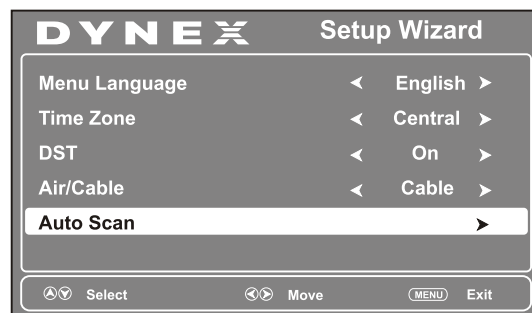 DYNEX Setup Wizard
Menu Language English
Time Zone Central
DST On
Air/Cable Cable
Auto Scan
Select Move MENU Exit